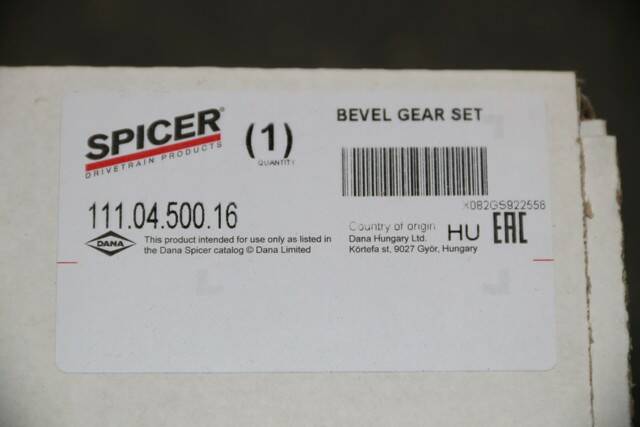 SPICER®
DRIVETRAIN PRODUCTS
(1)
QUANTITY
BEVEL GEAR SET
X082GS922556
111.04.500.16
DANA
This product intended for use only as listed in
the Dana Spicer catalog © Dana Limited
Country of origin
Dana Hungary Ltd.
Körtefa st, 9027 Győr, Hungary
HU
EAC